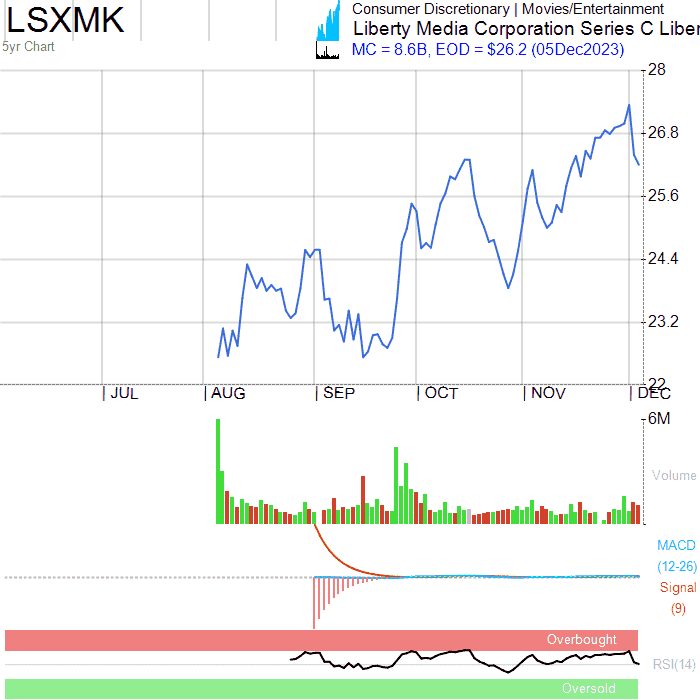 LSXMK
5yr Chart
Consumer Discretionary | Movies/Entertainment
Liberty Media Corporation Series C Liber
MC = 8.6B, EOD = $26.2 (05Dec2023)
28
26.8
25.6
24.4
23.2
22
| JUL | AUG | SEP | OCT | NOV | DEC
6M
Volume
MACD
(12-26)
Signal
(9)
Overbought
RSI(14)
Oversold